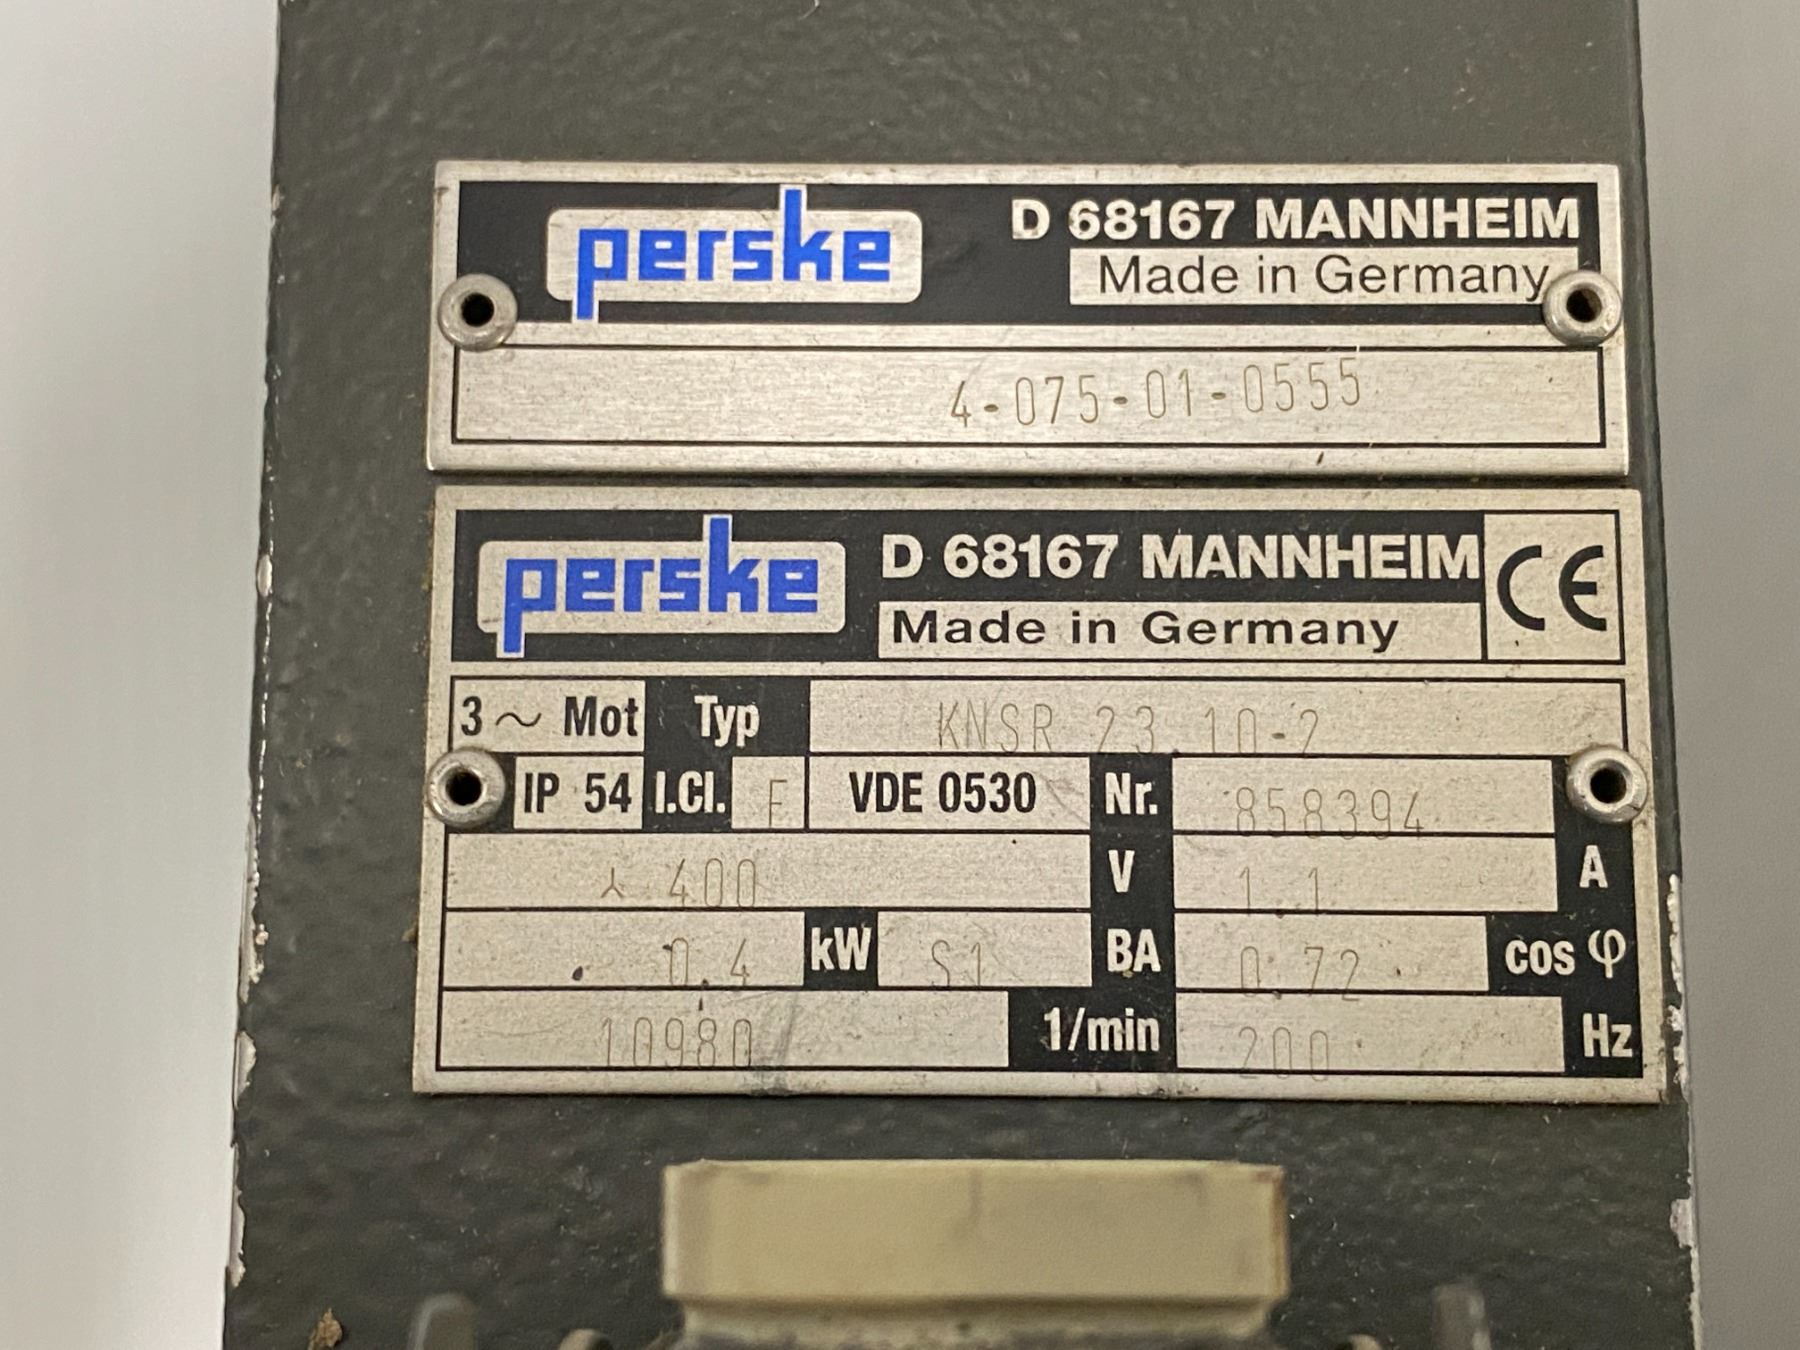 perske
D 68167 MANNHEIM
Made in Germany
4-075-01-0555
perske
D 68167 MANNHEIM
Made in Germany
CE
3 ~ Mot Typ KNSR 23.10-2
IP 54 I.Cl. F VDE 0530 Nr. 858394
⅄ 400 V 1.1 A
0.4 kW S1 BA 0.72 cos φ
10980 1/min 200 Hz